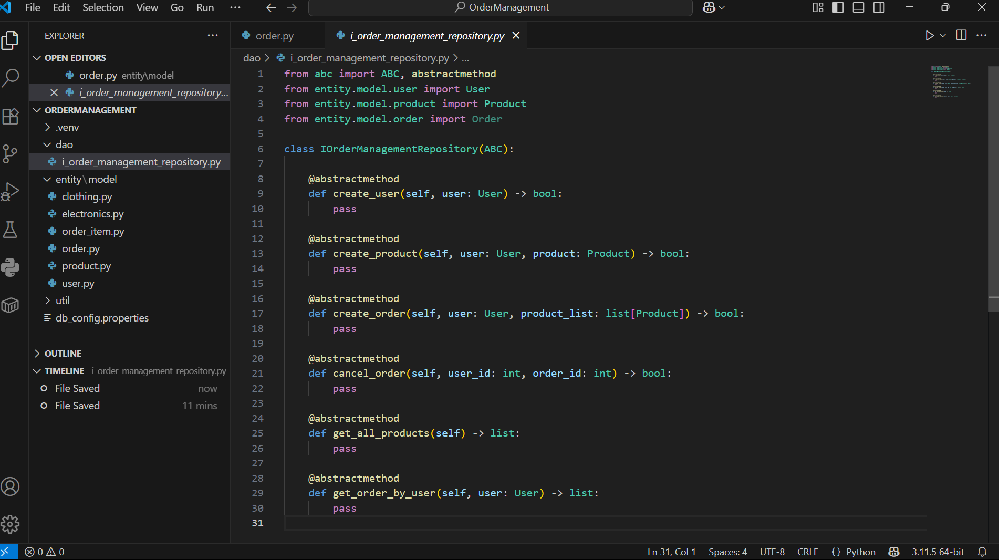 File Edit Selection View Go Run ··· OrderManagement
EXPLORER ···
OPEN EDITORS
order.py entity\model
i_order_management_repository...
ORDERMANAGEMENT
.venv
dao
i_order_management_repository.py
entity\model
clothing.py
electronics.py
order_item.py
order.py
product.py
user.py
util
db_config.properties
OUTLINE
TIMELINE i_order_management_repository.py
File Saved now
File Saved 11 mins
order.py i_order_management_repository.py
dao > i_order_management_repository.py > ...
1 from abc import ABC, abstractmethod
2 from entity.model.user import User
3 from entity.model.product import Product
4 from entity.model.order import Order
5
6 class IOrderManagementRepository(ABC):
7
8 @abstractmethod
9 def create_user(self, user: User) -> bool:
10 pass
11
12 @abstractmethod
13 def create_product(self, user: User, product: Product) -> bool:
14 pass
15
16 @abstractmethod
17 def create_order(self, user: User, product_list: list[Product]) -> bool:
18 pass
19
20 @abstractmethod
21 def cancel_order(self, user_id: int, order_id: int) -> bool:
22 pass
23
24 @abstractmethod
25 def get_all_products(self) -> list:
26 pass
27
28 @abstractmethod
29 def get_order_by_user(self, user: User) -> list:
30 pass
31
0 0 Ln 31, Col 1 Spaces: 4 UTF-8 CRLF {} Python 3.11.5 64-bit